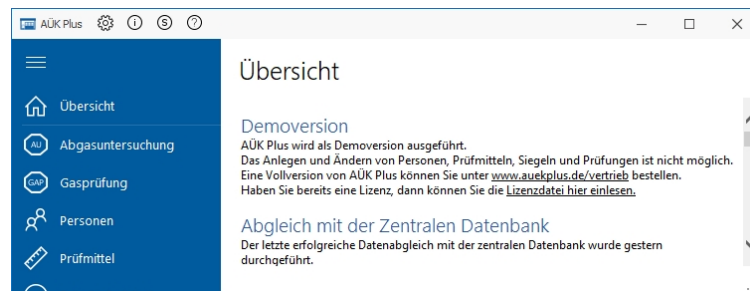 AÜK Plus
Übersicht
Übersicht
Abgasuntersuchung
Gasprüfung
Personen
Prüfmittel
AU
GAP
Demoversion
AÜK Plus wird als Demoversion ausgeführt.
Das Anlegen und Ändern von Personen, Prüfmitteln, Siegeln und Prüfungen ist nicht möglich.
Eine Vollversion von AÜK Plus können Sie unter www.auekplus.de/vertrieb bestellen.
Haben Sie bereits eine Lizenz, dann können Sie die Lizenzdatei hier einlesen.
Abgleich mit der Zentralen Datenbank
Der letzte erfolgreiche Datenabgleich mit der zentralen Datenbank wurde gestern
durchgeführt.